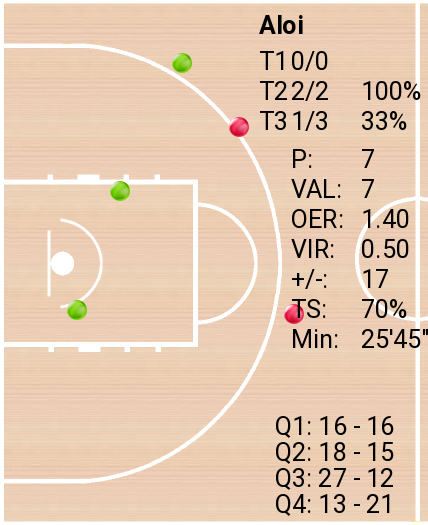 Aloi
T1 0/0
T2 2/2 100%
T3 1/3 33%
P: 7
VAL: 7
OER: 1.40
VIR: 0.50
+/-: 17
TS: 70%
Min: 25'45"
Q1: 16 - 16
Q2: 18 - 15
Q3: 27 - 12
Q4: 13 - 21